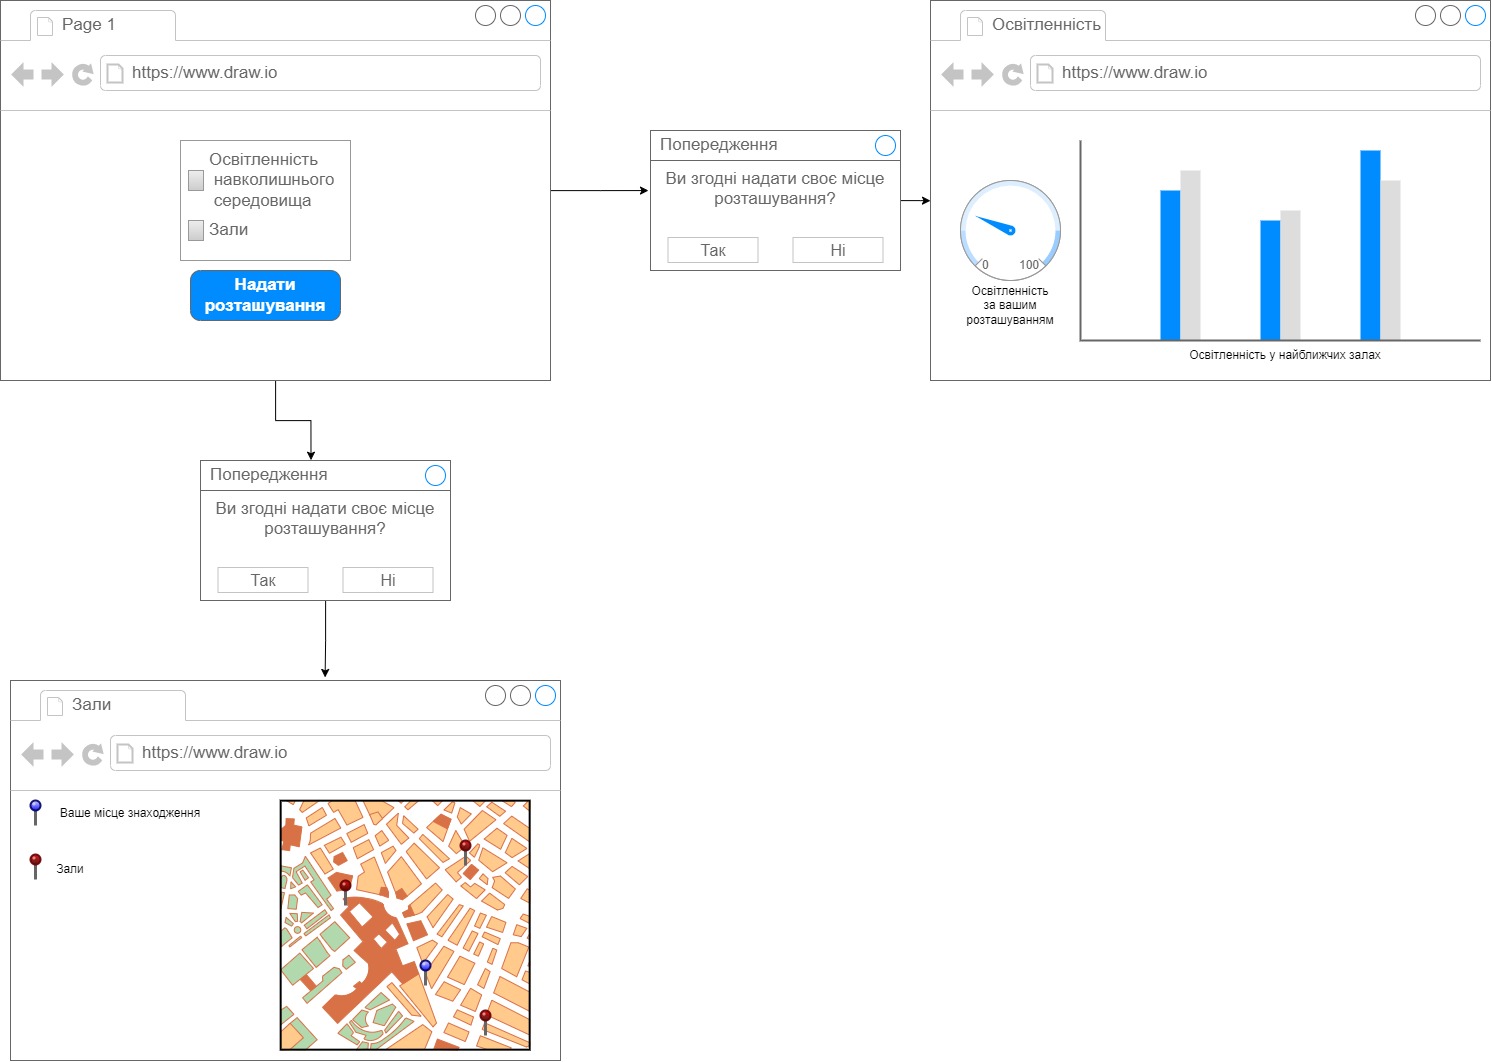 Page 1
https://www.draw.io
Освітленність
навколишнього
середовища
Зали
Надати
розташування
Попередження
Ви згодні надати своє місце
розташування?
Так
Ні
Освітленність
https://www.draw.io
0
100
Освітленність
за вашим
розташуванням
Освітленність у найближчих залах
Попередження
Ви згодні надати своє місце
розташування?
Так
Ні
Зали
https://www.draw.io
Ваше місце знаходження
Зали